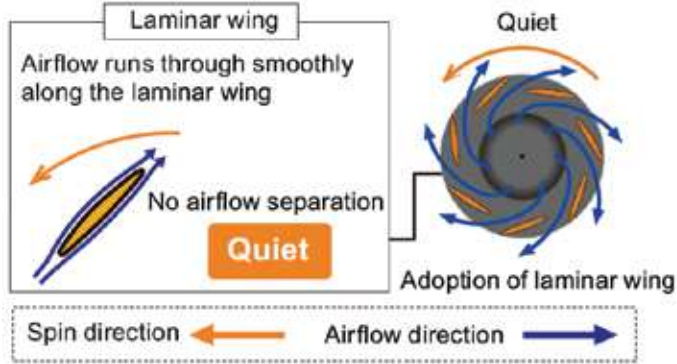 Laminar wing
Airflow runs through smoothly
along the laminar wing
No airflow separation
Quiet
Quiet
Adoption of laminar wing
Spin direction
Airflow direction